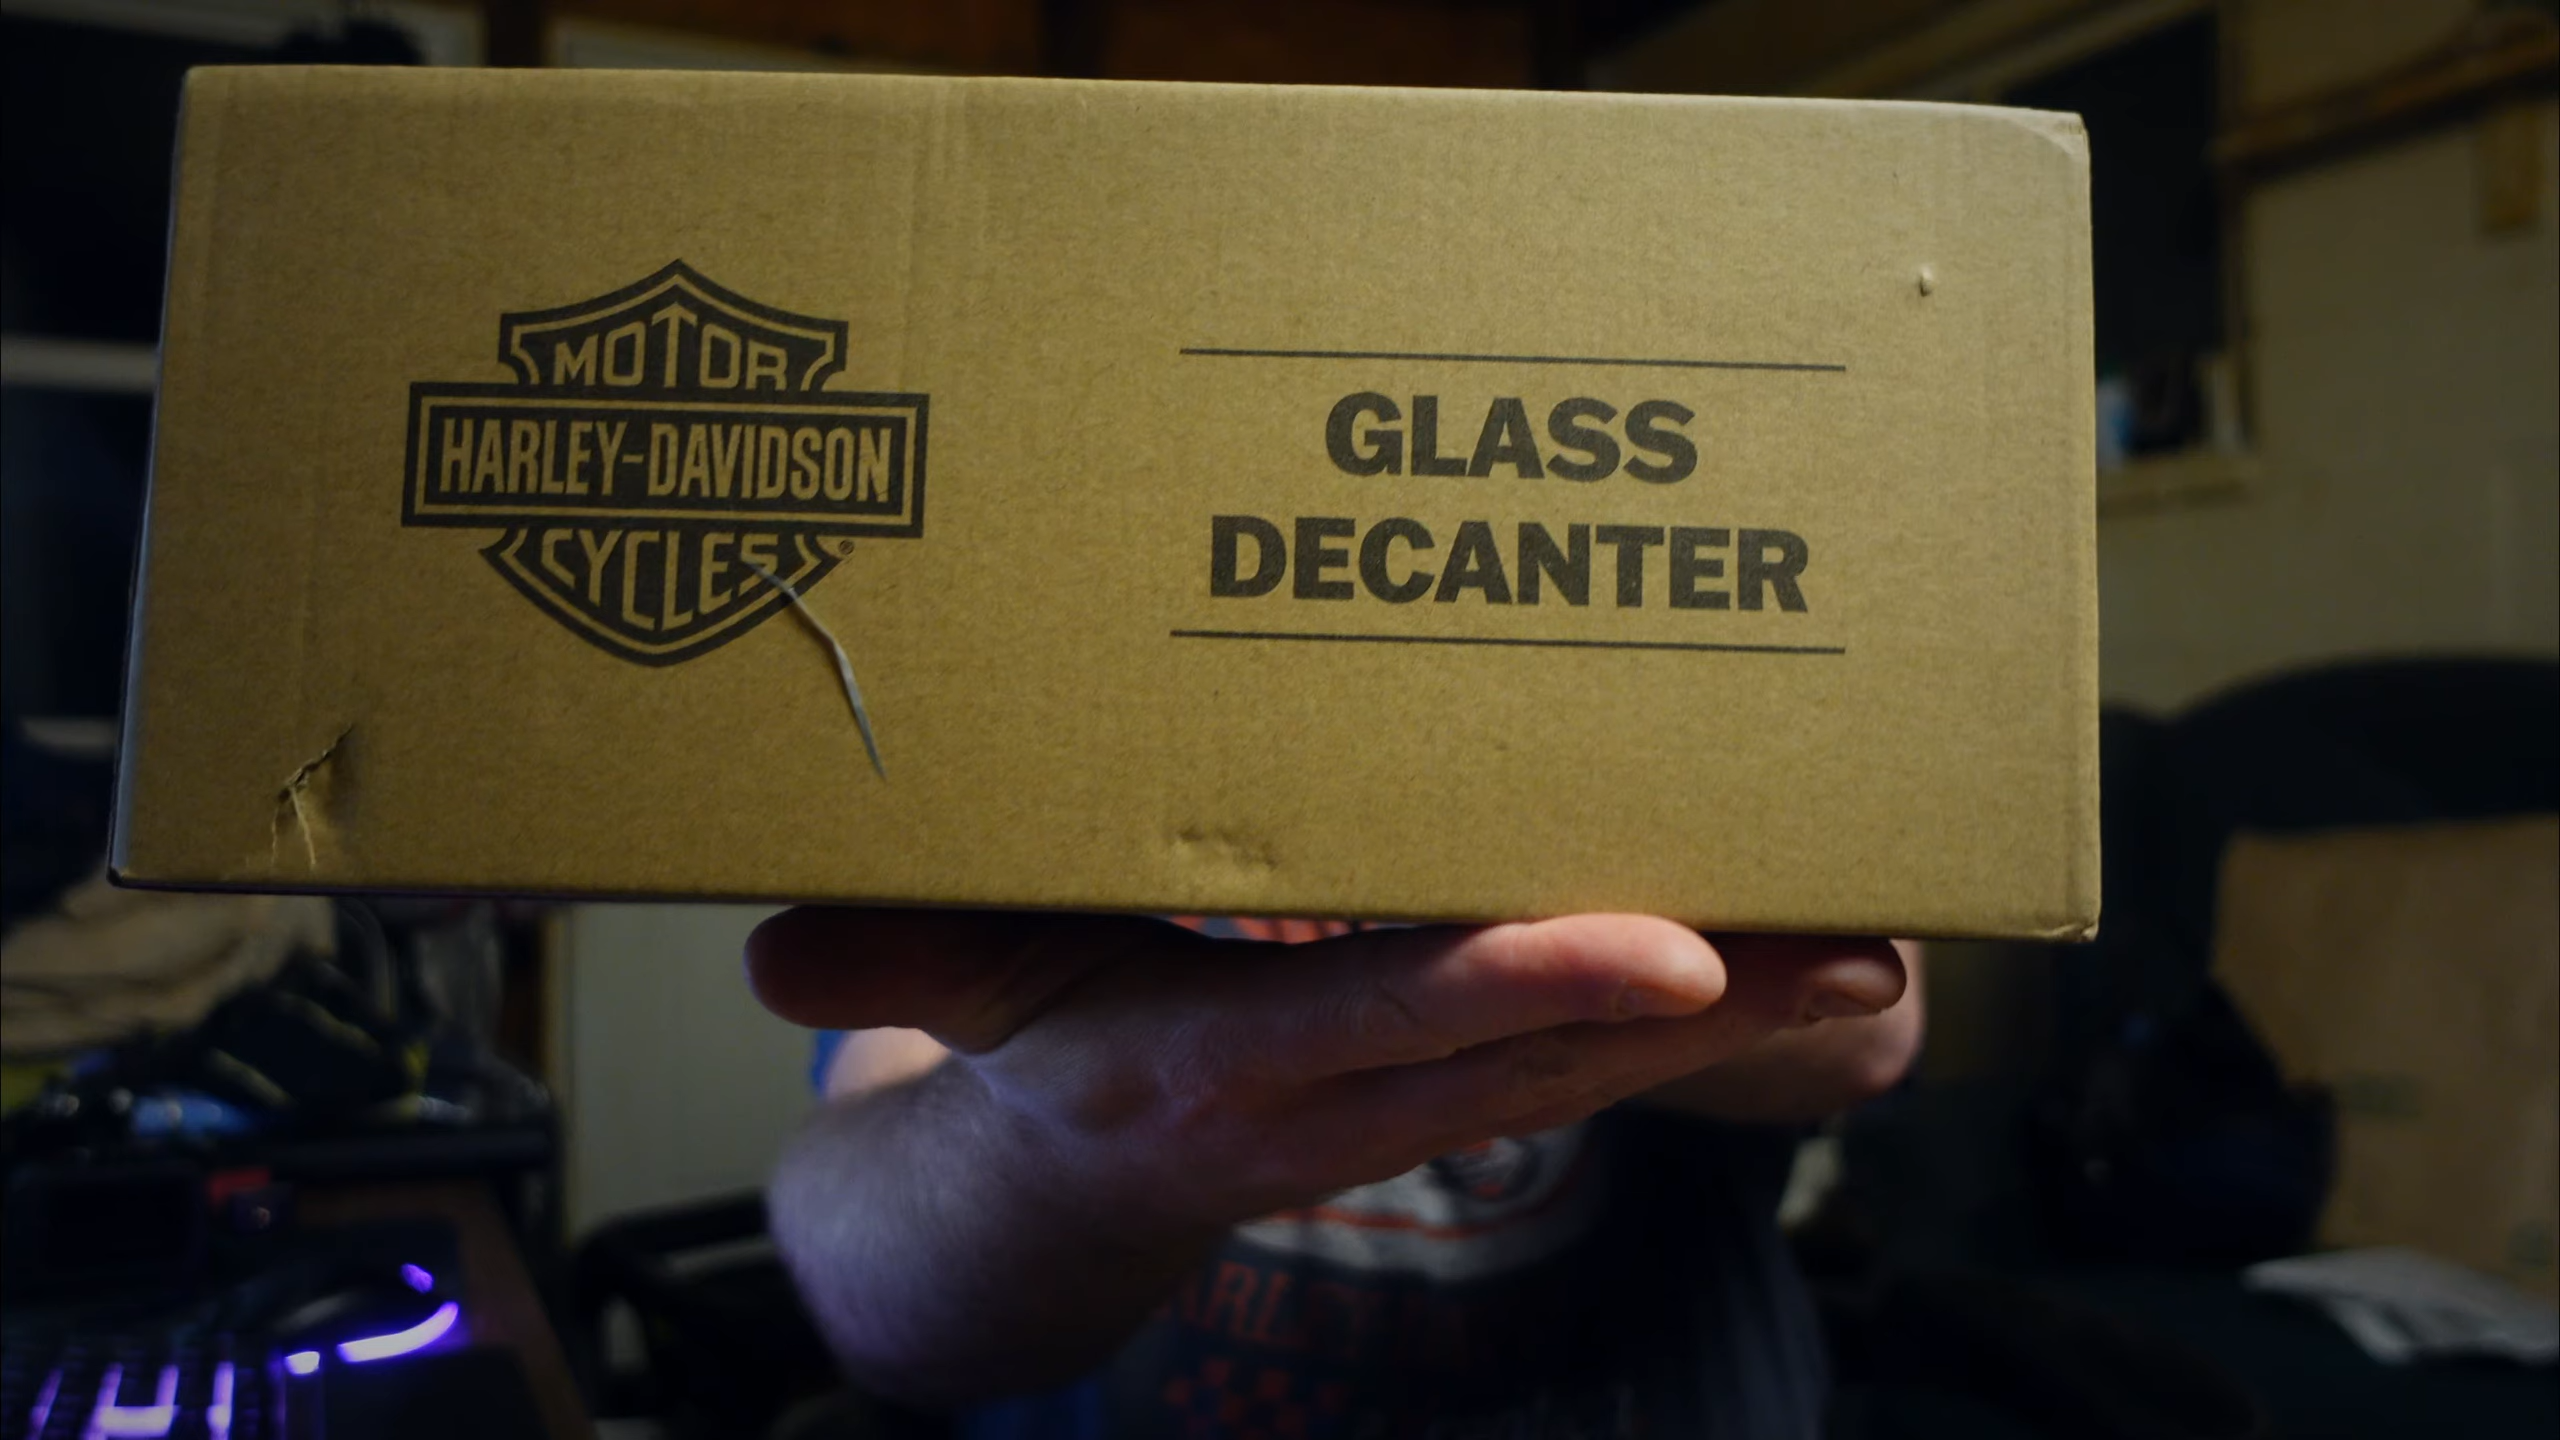 MOTOR
HARLEY-DAVIDSON
CYCLES
®
GLASS
DECANTER